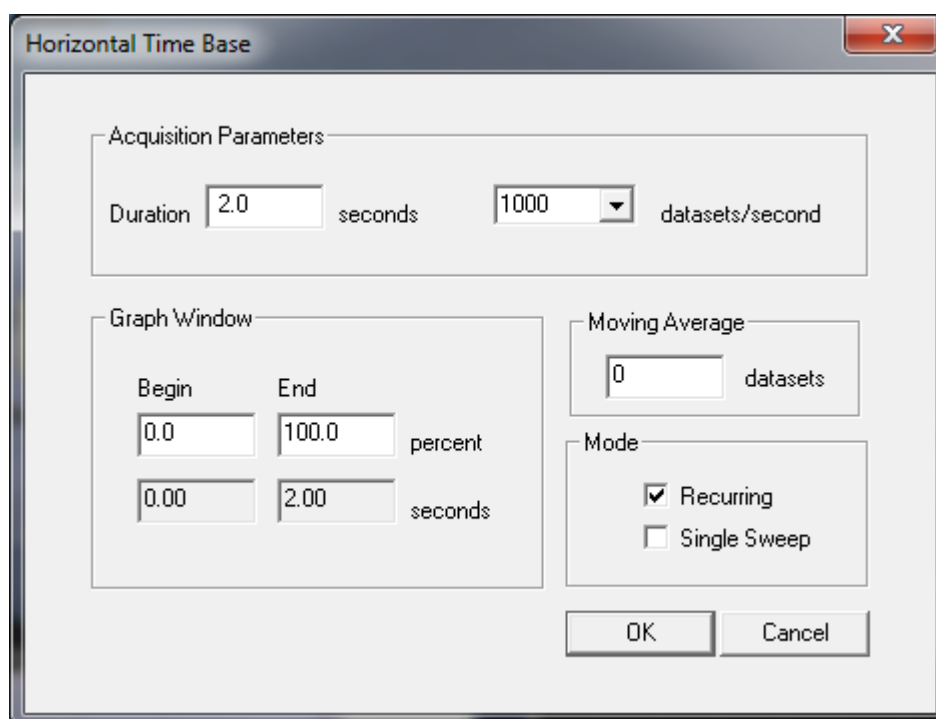 Horizontal Time Base
Acquisition Parameters
Duration 2.0 seconds 1000 datasets/second
Graph Window
Begin End
0.0 100.0 percent
0.00 2.00 seconds
Moving Average
0 datasets
Mode
Recurring
Single Sweep
OK Cancel